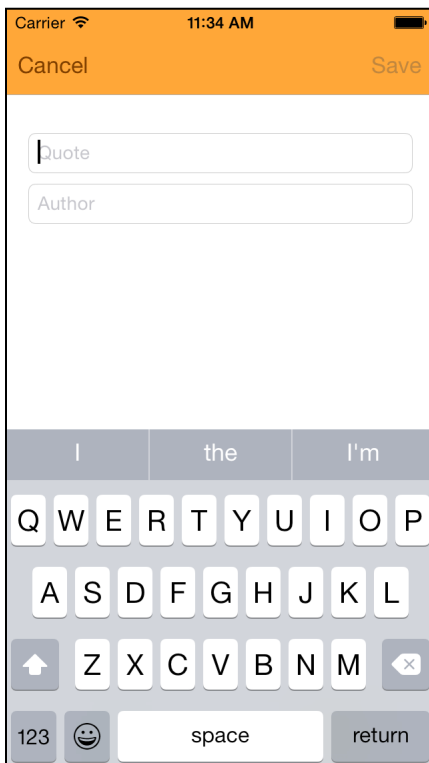 Carrier 11:34 AM
Cancel Save
Quote
Author
I the I'm
Q W E R T Y U I O P
A S D F G H J K L
Z X C V B N M
123 space return